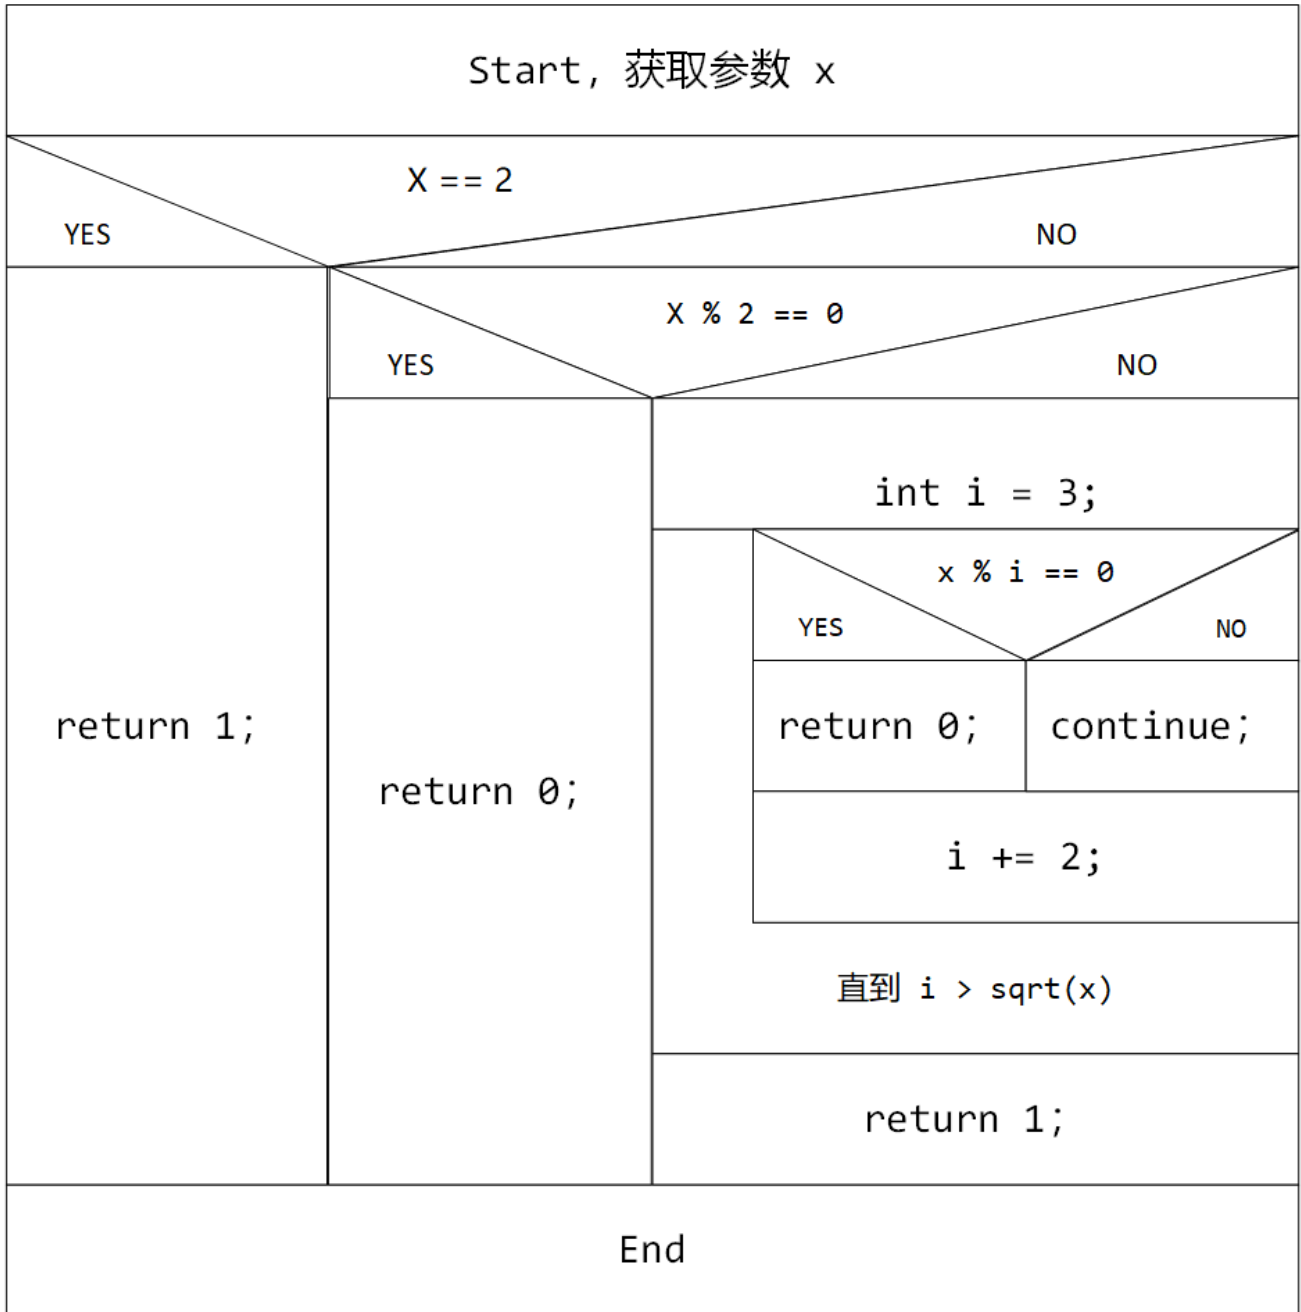 Start, 获取参数 x
X == 2
YES
NO
X % 2 == 0
YES
NO
int i = 3;
x % i == 0
YES
NO
return 1;
return 0;
return 0;
continue;
i += 2;
直到 i > sqrt(x)
return 1;
End